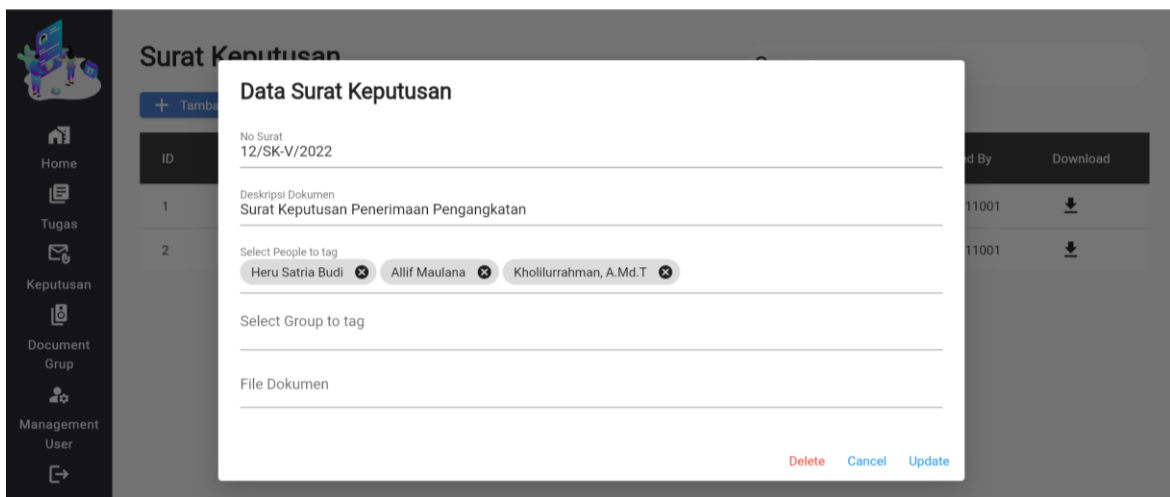 Surat Keputusan
Data Surat Keputusan
No Surat
12/SK-V/2022
Deskripsi Dokumen
Surat Keputusan Penerimaan Pengangkatan
Select People to tag
Heru Satria Budi Allif Maulana Kholilurrahman, A.Md.T
Select Group to tag
File Dokumen
Delete Cancel Update
+ Tamba
ID
d By
Download
1
11001
2
11001
Home
Tugas
Keputusan
Document
Grup
Management
User